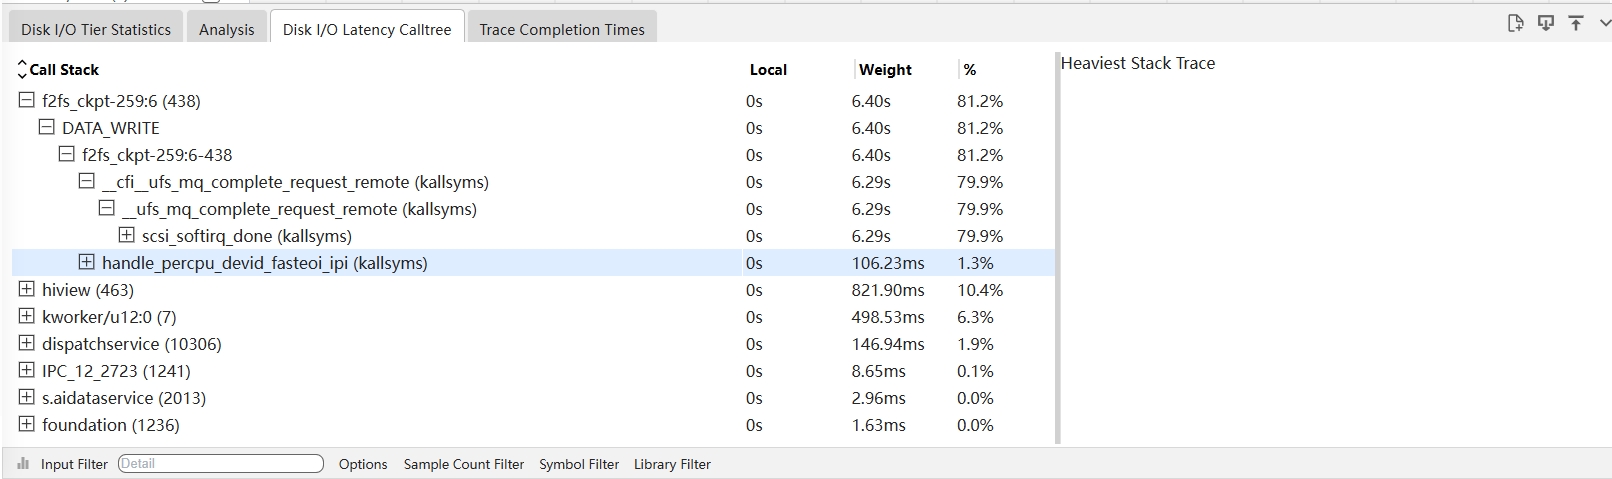 Disk I/O Tier Statistics Analysis Disk I/O Latency Calltree Trace Completion Times
Call Stack Local Weight % Heaviest Stack Trace
f2fs_ckpt-259:6 (438) 0s 6.40s 81.2%
DATA_WRITE 0s 6.40s 81.2%
f2fs_ckpt-259:6-438 0s 6.40s 81.2%
__cfi__ufs_mq_complete_request_remote (kallsyms) 0s 6.29s 79.9%
__ufs_mq_complete_request_remote (kallsyms) 0s 6.29s 79.9%
scsi_softirq_done (kallsyms) 0s 6.29s 79.9%
handle_percpu_devid_fasteoi_ipi (kallsyms) 0s 106.23ms 1.3%
hiview (463) 0s 821.90ms 10.4%
kworker/u12:0 (7) 0s 498.53ms 6.3%
dispatchservice (10306) 0s 146.94ms 1.9%
IPC_12_2723 (1241) 0s 8.65ms 0.1%
s.aidataservice (2013) 0s 2.96ms 0.0%
foundation (1236) 0s 1.63ms 0.0%
Input Filter Detail Options Sample Count Filter Symbol Filter Library Filter